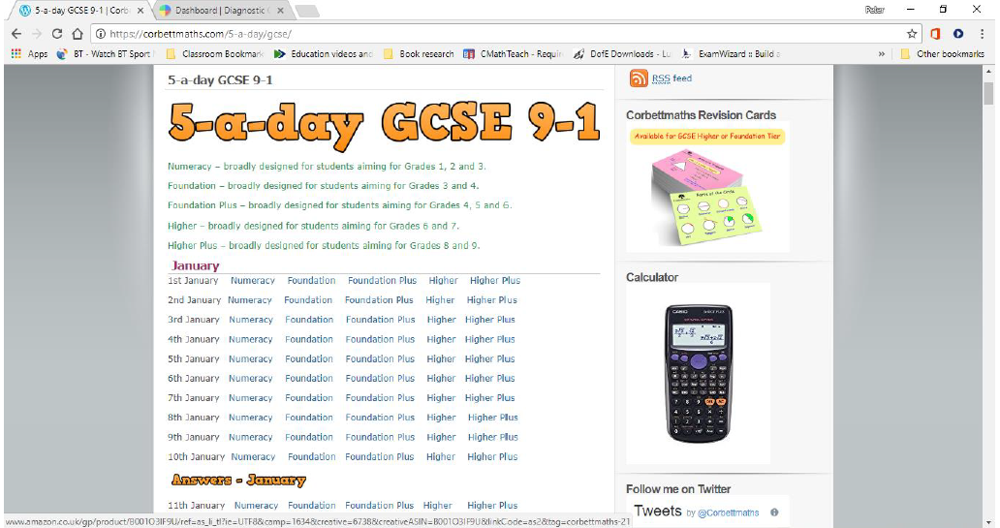 5-a-day GCSE 9-1 | Corb
Dashboard | Diagnostic
Peter
https://corbettmaths.com/5-a-day/gcse/
Apps
BT - Watch BT Sport
Classroom Bookmar
Education videos and
Book research
CMathTeach - Requir
DofE Downloads - Lu
ExamWizard :: Build a
»
Other bookmarks
5-a-day GCSE 9-1
5-a-day GCSE 9-1
Numeracy – broadly designed for students aiming for Grades 1, 2 and 3.
Foundation – broadly designed for students aiming for Grades 3 and 4.
Foundation Plus – broadly designed for students aiming for Grades 4, 5 and 6.
Higher – broadly designed for students aiming for Grades 6 and 7.
Higher Plus – broadly designed for students aiming for Grades 8 and 9.
January
1st January Numeracy Foundation Foundation Plus Higher Higher Plus
2nd January Numeracy Foundation Foundation Plus Higher Higher Plus
3rd January Numeracy Foundation Foundation Plus Higher Higher Plus
4th January Numeracy Foundation Foundation Plus Higher Higher Plus
5th January Numeracy Foundation Foundation Plus Higher Higher Plus
6th January Numeracy Foundation Foundation Plus Higher Higher Plus
7th January Numeracy Foundation Foundation Plus Higher Higher Plus
8th January Numeracy Foundation Foundation Plus Higher Higher Plus
9th January Numeracy Foundation Foundation Plus Higher Higher Plus
10th January Numeracy Foundation Foundation Plus Higher Higher Plus
Answers - January
11th January Numeracy Foundation Foundation Plus Higher Higher Plus
RSS feed
Corbettmaths Revision Cards
Available for GCSE Higher or Foundation Tier
Parts of the Circle
Calculator
CASIO
Follow me on Twitter
Tweets by @Corbettmaths
www.amazon.co.uk/gp/product/B001O3IF9U/ref=as_li_tl?ie=UTF8&camp=1634&creative=6738&creativeASIN=B001O3IF9U&linkCode=as2&tag=corbettmaths-21